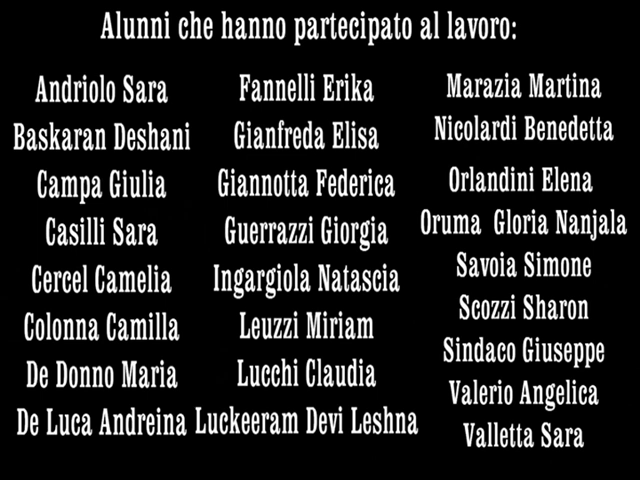 Alunni che hanno partecipato al lavoro:
Andriolo Sara
Baskaran Deshani
Campa Giulia
Casilli Sara
Cercel Camelia
Colonna Camilla
De Donno Maria
De Luca Andreina
Fannelli Erika
Gianfreda Elisa
Giannotta Federica
Guerrazzi Giorgia
Ingargiola Natascia
Leuzzi Miriam
Lucchi Claudia
Luckeeram Devi Leshna
Marazia Martina
Nicolardi Benedetta
Orlandini Elena
Oruma Gloria Nanjala
Savoia Simone
Scozzi Sharon
Sindaco Giuseppe
Valerio Angelica
Valletta Sara